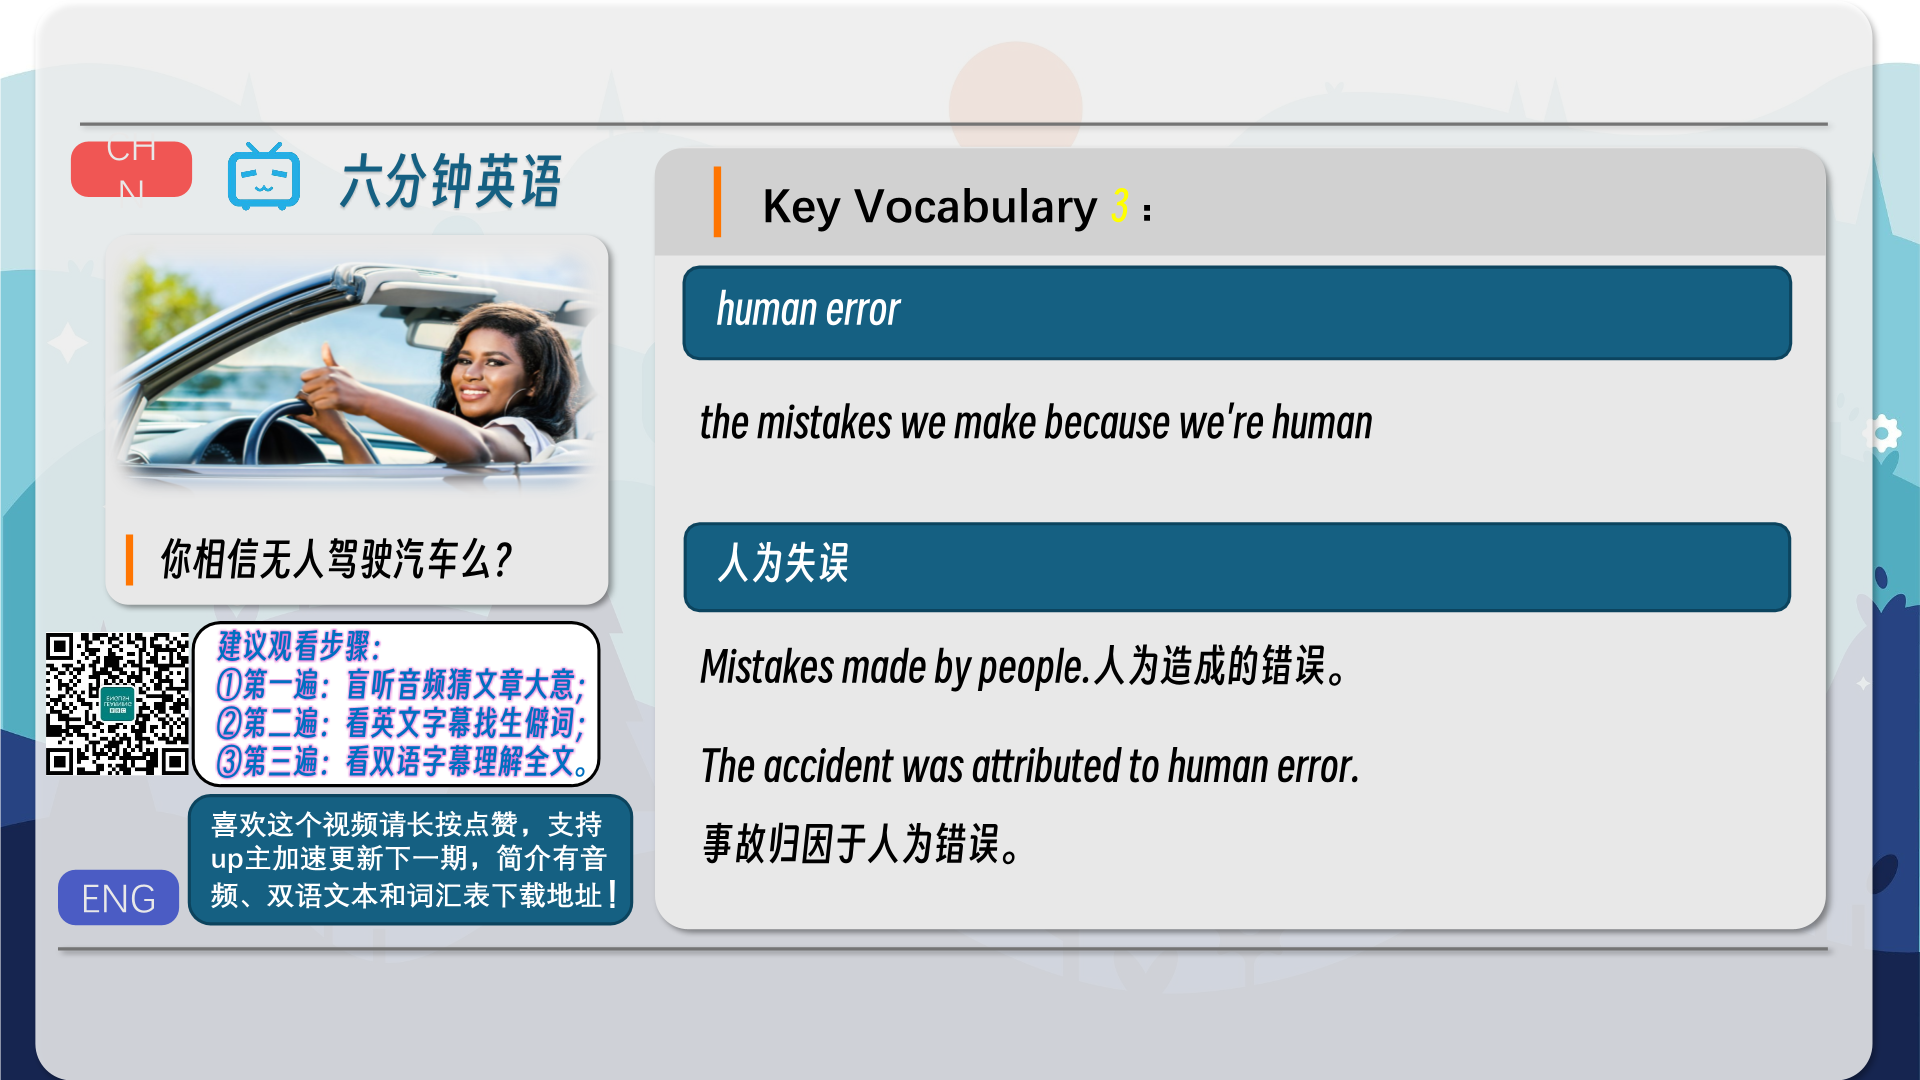 CH
N
六分钟英语
你相信无人驾驶汽车么?
建议观看步骤:
①第一遍：盲听音频猜文章大意;
②第二遍：看英文字幕找生僻词;
③第三遍：看双语字幕理解全文。
喜欢这个视频请长按点赞，支持
up主加速更新下一期，简介有音
频、双语文本和词汇表下载地址！
ENG
Key Vocabulary 3：
human error
the mistakes we make because we're human
人为失误
Mistakes made by people.人为造成的错误。
The accident was attributed to human error.
事故归因于人为错误。